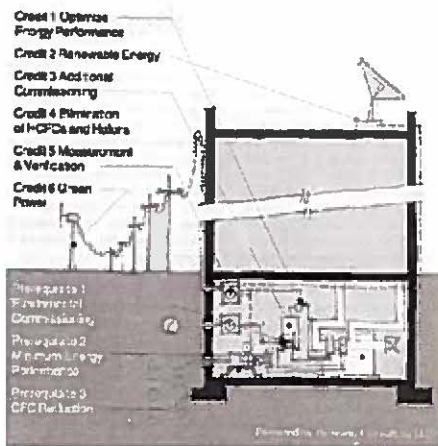 Credit 1 Optimize
Energy Performance
Credit 2 Renewable Energy
Credit 3 Additional
Commissioning
Credit 4 Elimination
of HCFCs and Halons
Credit 5 Measurement
& Verification
Credit 6 Green
Power
Prerequisite 1
Fundamental
Commissioning
Prerequisite 2
Minimum Energy
Performance
Prerequisite 3
CFC Reduction